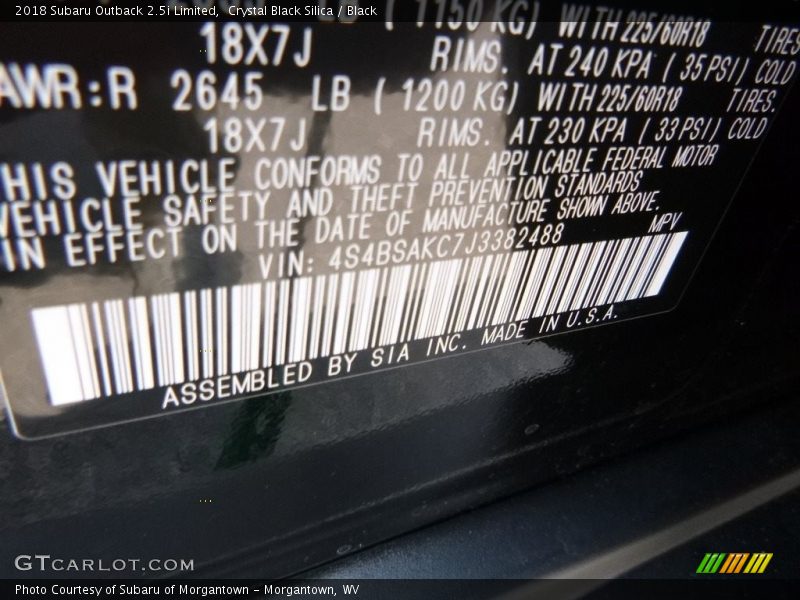 2018 Subaru Outback 2.5i Limited, Crystal Black Silica / Black
LB ( 1150 KG) WITH 225/60R18 TIRES
18X7J RIMS. AT 240 KPA ( 35 PSI) COLD
AWR:R 2645 LB ( 1200 KG) WITH 225/60R18 TIRES.
18X7J RIMS. AT 230 KPA ( 33 PSI) COLD
HIS VEHICLE CONFORMS TO ALL APPLICABLE FEDERAL MOTOR
VEHICLE SAFETY AND THEFT PREVENTION STANDARDS
IN EFFECT ON THE DATE OF MANUFACTURE SHOWN ABOVE.
VIN: 4S4BSAKC7J3382488 MPV
ASSEMBLED BY SIA INC. MADE IN U.S.A.
GTCARLOT.COM
Photo Courtesy of Subaru of Morgantown - Morgantown, WV